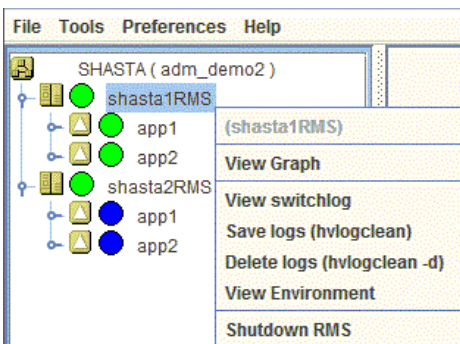 File Tools Preferences Help
SHASTA ( adm_demo2 )
shasta1RMS
app1
app2
shasta2RMS
app1
app2
(shasta1RMS)
View Graph
View switchlog
Save logs (hvlogclean)
Delete logs (hvlogclean -d)
View Environment
Shutdown RMS